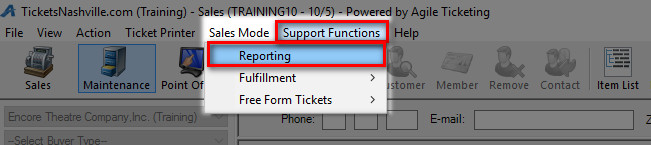 TicketsNashville.com (Training) - Sales (TRAINING10 - 10/5) - Powered by Agile Ticketing
File View Action Ticket Printer Sales Mode Support Functions Help
Reporting
Fulfillment
Free Form Tickets
Sales Maintenance Point Of Customer Member Remove Contact Item List
Encore Theatre Company,Inc. (Training) Phone: E-mail:
--Select Buyer Type--